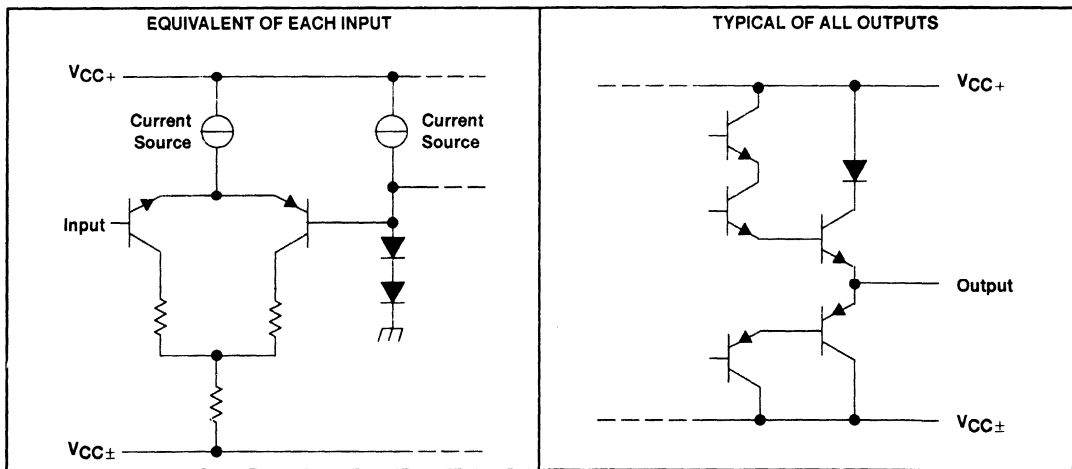 EQUIVALENT OF EACH INPUT
VCC+
Current
Source
Current
Source
Input
VCC±
TYPICAL OF ALL OUTPUTS
VCC+
Output
VCC±